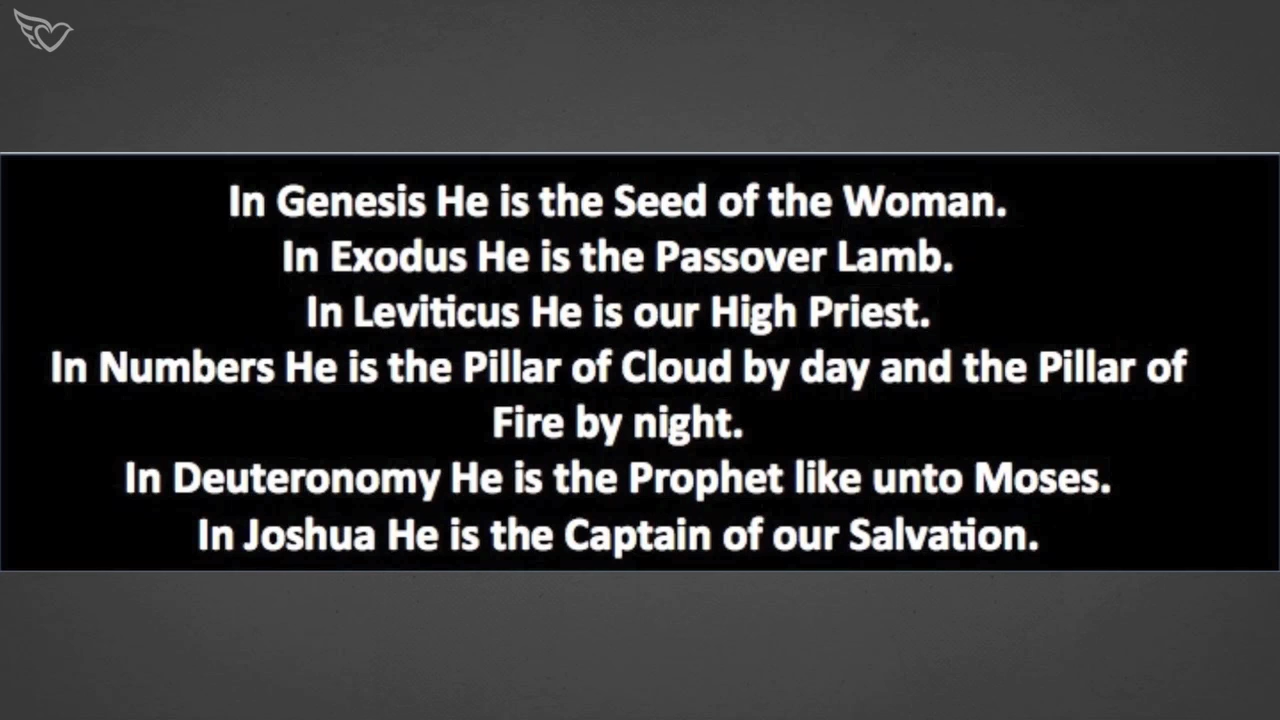 In Genesis He is the Seed of the Woman.
In Exodus He is the Passover Lamb.
In Leviticus He is our High Priest.
In Numbers He is the Pillar of Cloud by day and the Pillar of
Fire by night.
In Deuteronomy He is the Prophet like unto Moses.
In Joshua He is the Captain of our Salvation.